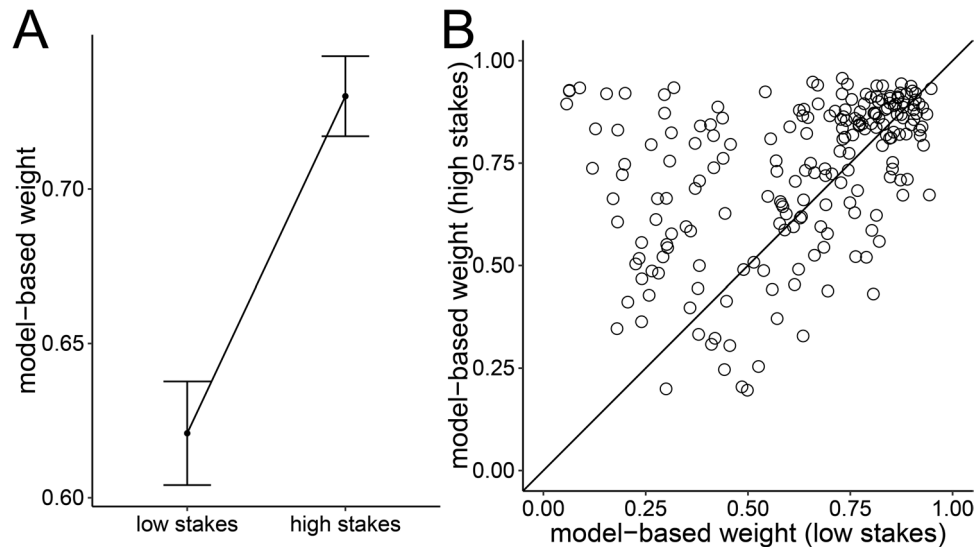 A
model−based weight
0.70
0.65
0.60
low stakes
high stakes
B
model−based weight (high stakes)
1.00
0.75
0.50
0.25
0.00
0.00
0.25
0.50
0.75
1.00
model−based weight (low stakes)